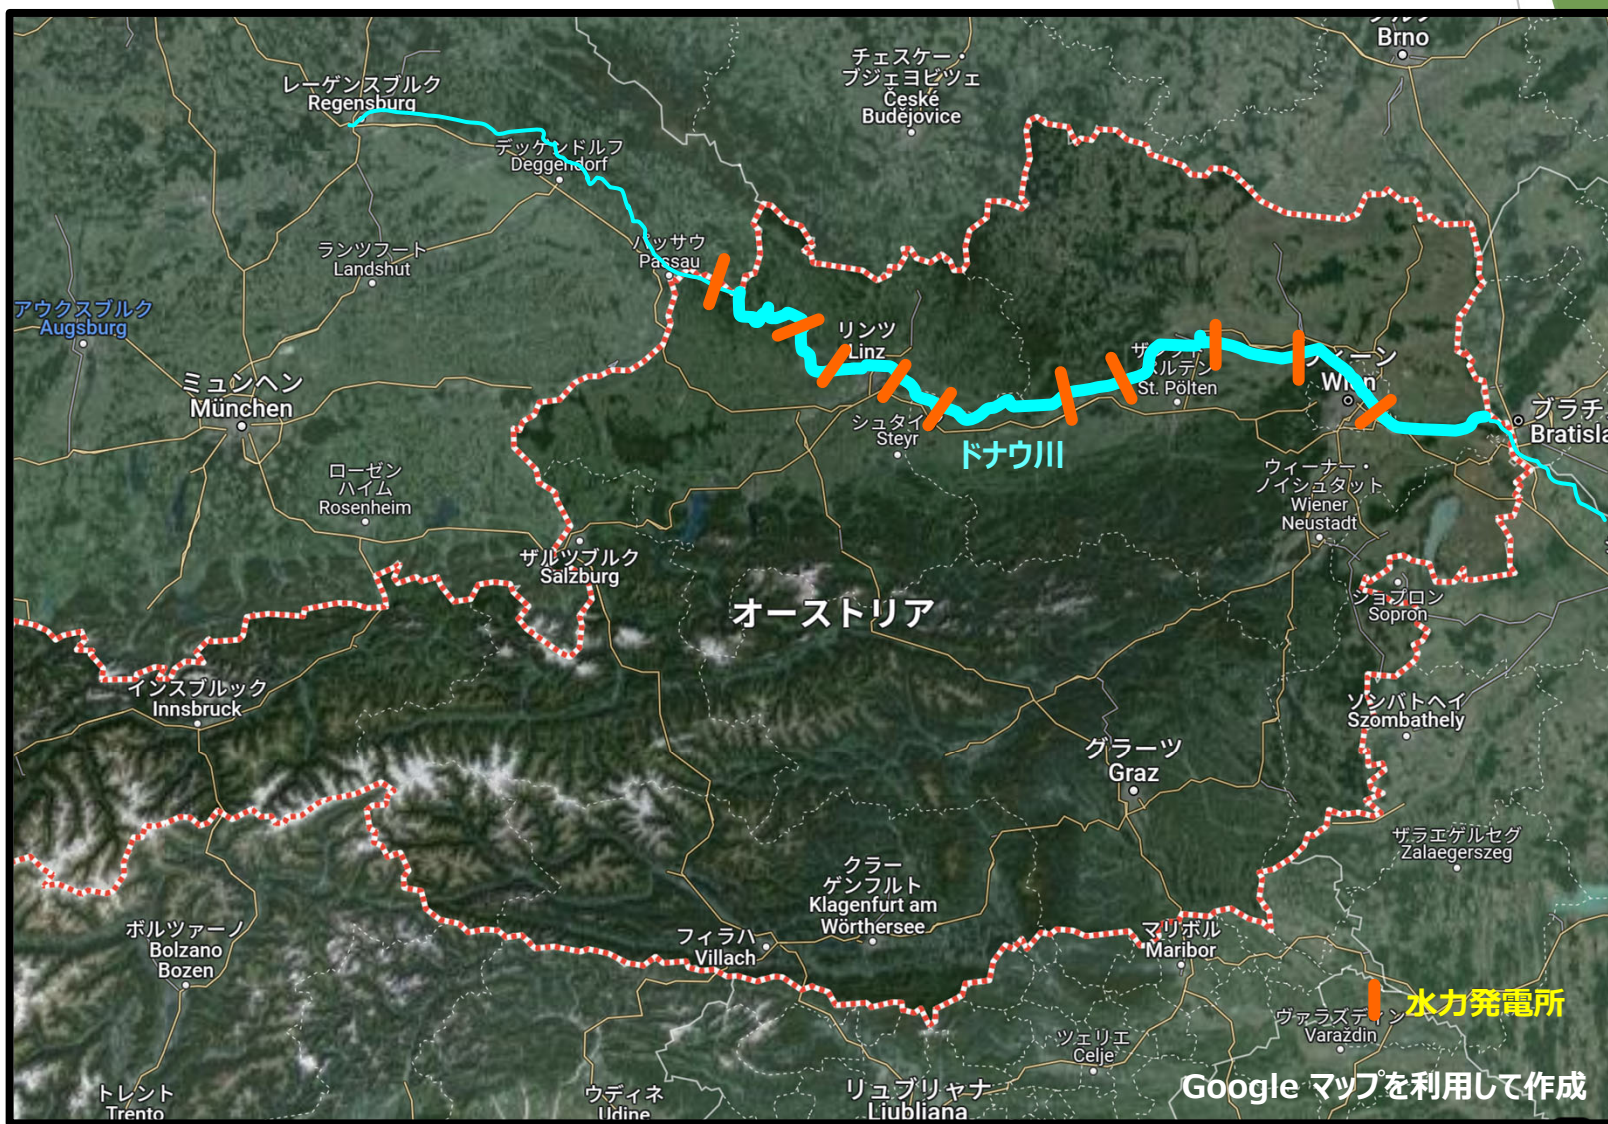 Brno
チェスケー・
ブジェヨビツェ
České
Budějovice
レーゲンスブルク
Regensburg
デッゲンドルフ
Deggendorf
ランツフート
Landshut
パッサウ
Passau
アウクスブルク
Augsburg
リンツ
Linz
ミュンヘン
München
St. Pölten
Wien
シュタイ
Steyr
ブラチ
Bratisla
ドナウ川
ローゼン
ハイム
Rosenheim
ウィーナー・
ノイシュタット
Wiener
Neustadt
ザルツブルク
Salzburg
オーストリア
ショプロン
Sopron
インスブルック
Innsbruck
ソンバトヘイ
Szombathely
グラーツ
Graz
ザラエゲルセグ
Zalaegerszeg
クラー
ゲンフルト
Klagenfurt am
Wörthersee
ボルツァーノ
Bolzano
Bozen
フィラハ
Villach
マリボル
Maribor
水力発電所
ヴァラズディン
Varaždin
ツェリエ
Celje
トレント
Trento
ウディネ
Udine
リュブリャナ
Ljubljana
Google マップを利用して作成